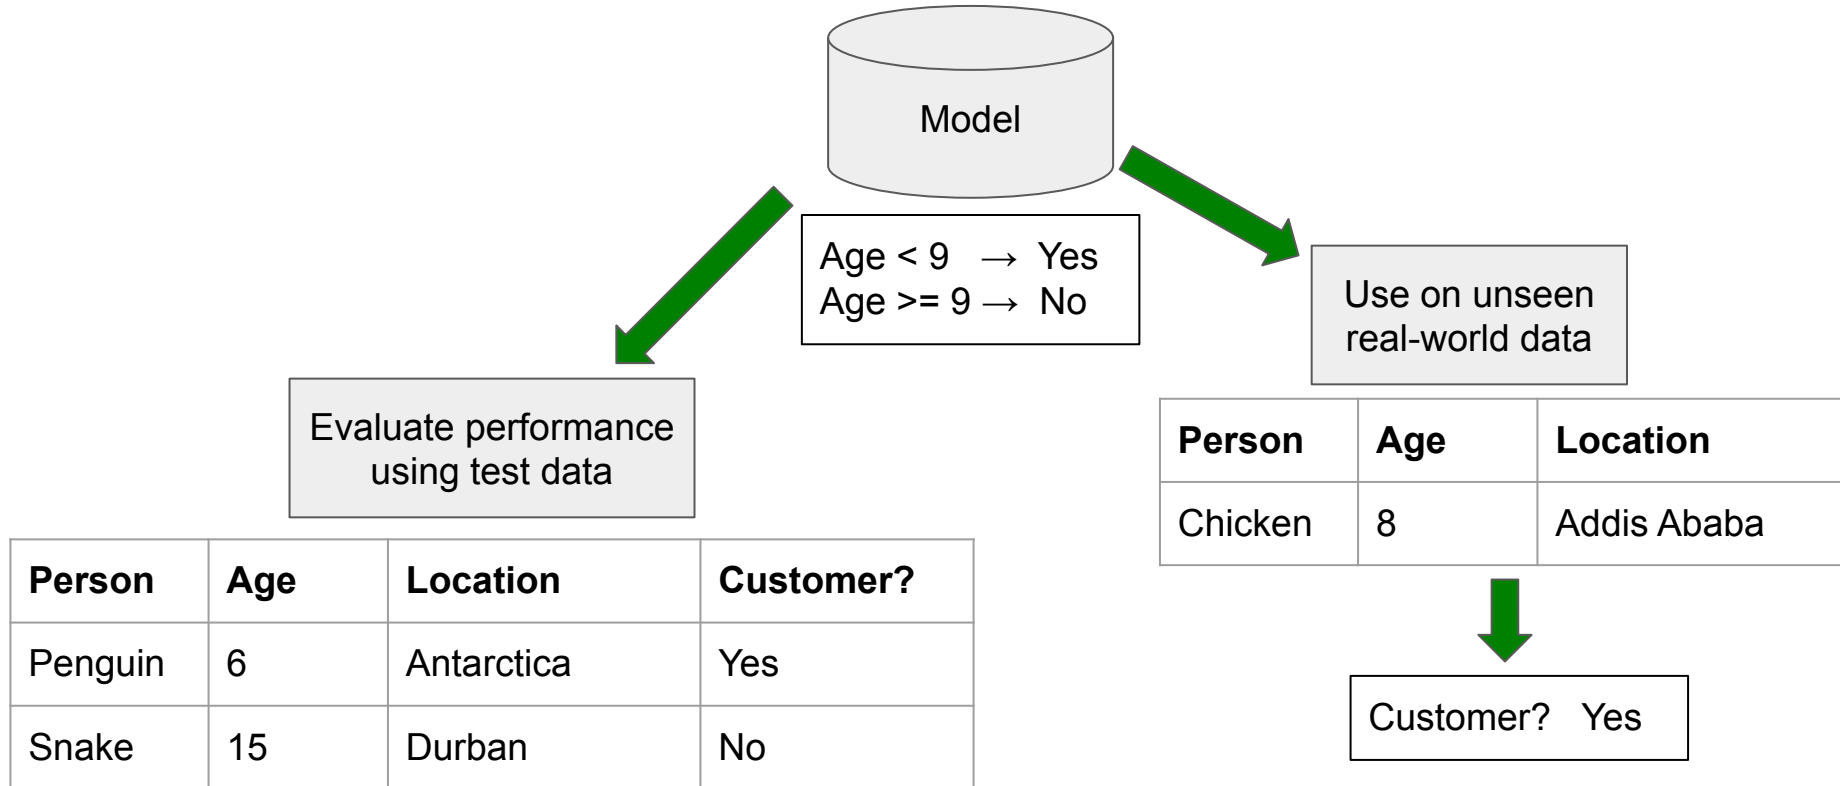 Model
Age < 9 → Yes
Age >= 9 → No
Evaluate performance
using test data
Person Age Location Customer?
Penguin 6 Antarctica Yes
Snake 15 Durban No
Use on unseen
real-world data
Person Age Location
Chicken 8 Addis Ababa
Customer? Yes